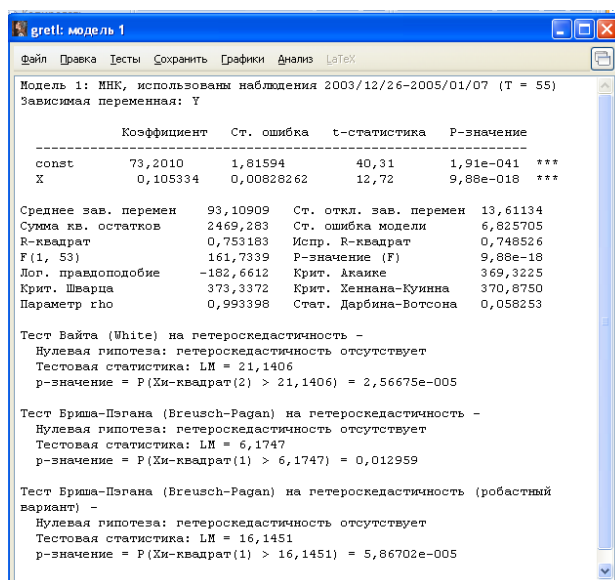 gretl: модель 1
Файл Правка Тесты Сохранить Графики Анализ LaTeX
Модель 1: МНК, использованы наблюдения 2003/12/26-2005/01/07 (T = 55)
Зависимая переменная: Y
Коэффициент Ст. ошибка t-статистика P-значение
const 73,2010 1,81594 40,31 1,91e-041 ***
X 0,105334 0,00828262 12,72 9,88e-018 ***
Среднее зав. перемен 93,10909 Ст. откл. зав. перемен 13,61134
Сумма кв. остатков 2469,283 Ст. ошибка модели 6,825705
R-квадрат 0,753183 Испр. R-квадрат 0,748526
F(1, 53) 161,7339 P-значение (F) 9,88e-18
Лог. правдоподобие -182,6612 Крит. Акаике 369,3225
Крит. Шварца 373,3372 Крит. Хеннана-Куинна 370,8750
Параметр rho 0,993398 Стат. Дарбина-Вотсона 0,058253
Тест Вайта (White) на гетероскедастичность -
Нулевая гипотеза: гетероскедастичность отсутствует
Тестовая статистика: LM = 21,1406
р-значение = P(Хи-квадрат(2) > 21,1406) = 2,56675e-005
Тест Бриша-Пэгана (Breusch-Pagan) на гетероскедастичность -
Нулевая гипотеза: гетероскедастичность отсутствует
Тестовая статистика: LM = 6,1747
р-значение = P(Хи-квадрат(1) > 6,1747) = 0,012959
Тест Бриша-Пэгана (Breusch-Pagan) на гетероскедастичность (робастный
вариант) -
Нулевая гипотеза: гетероскедастичность отсутствует
Тестовая статистика: LM = 16,1451
р-значение = P(Хи-квадрат(1) > 16,1451) = 5,86702e-005